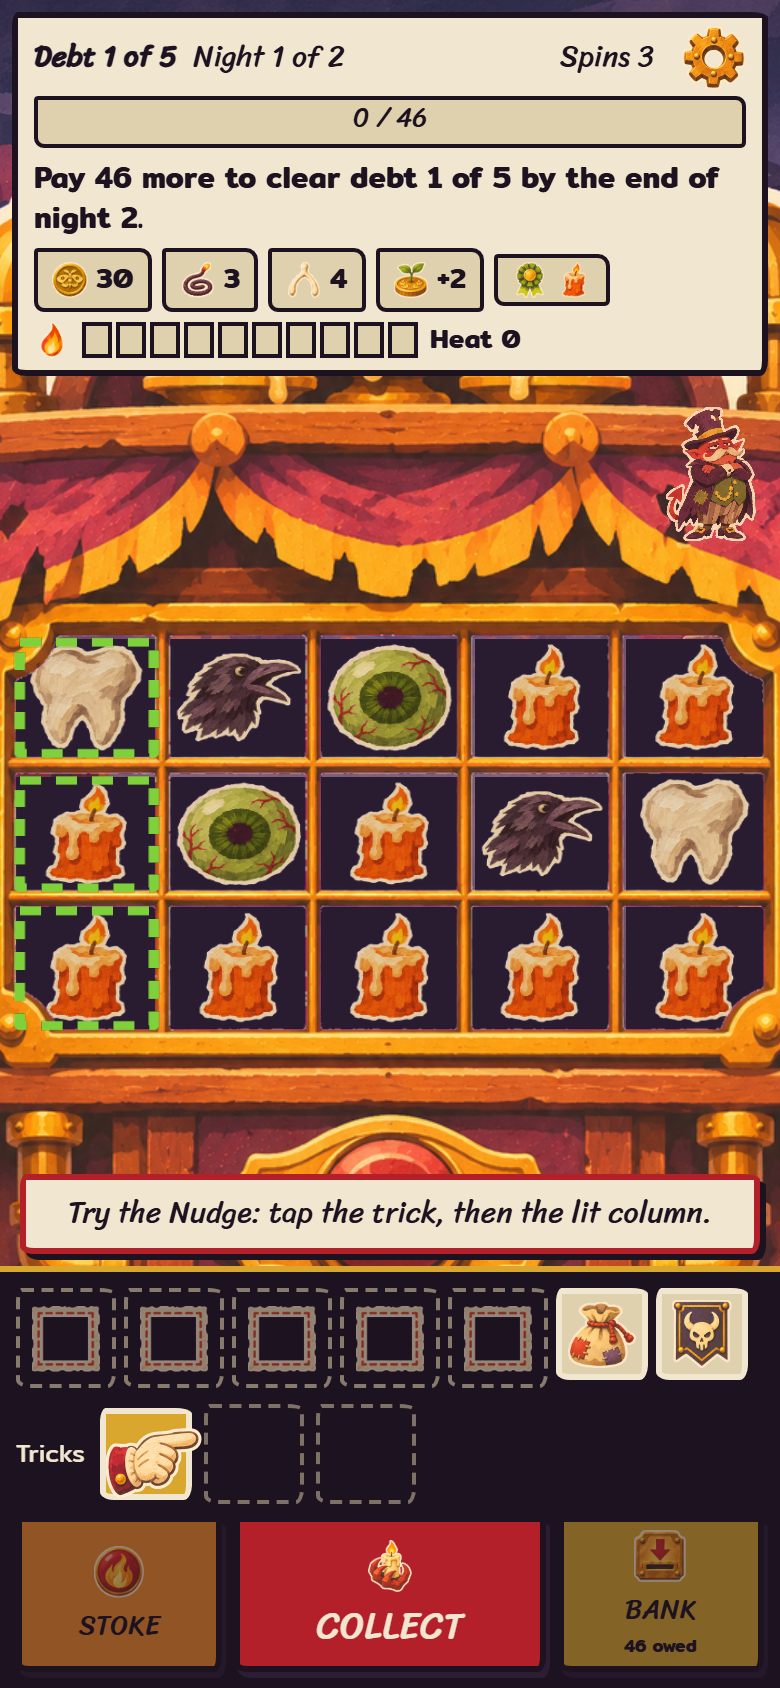 Debt 1 of 5 Night 1 of 2 Spins 3
0 / 46
Pay 46 more to clear debt 1 of 5 by the end of
night 2.
30 3 4 +2
Heat 0
Try the Nudge: tap the trick, then the lit column.
Tricks
STOKE COLLECT BANK
46 owed